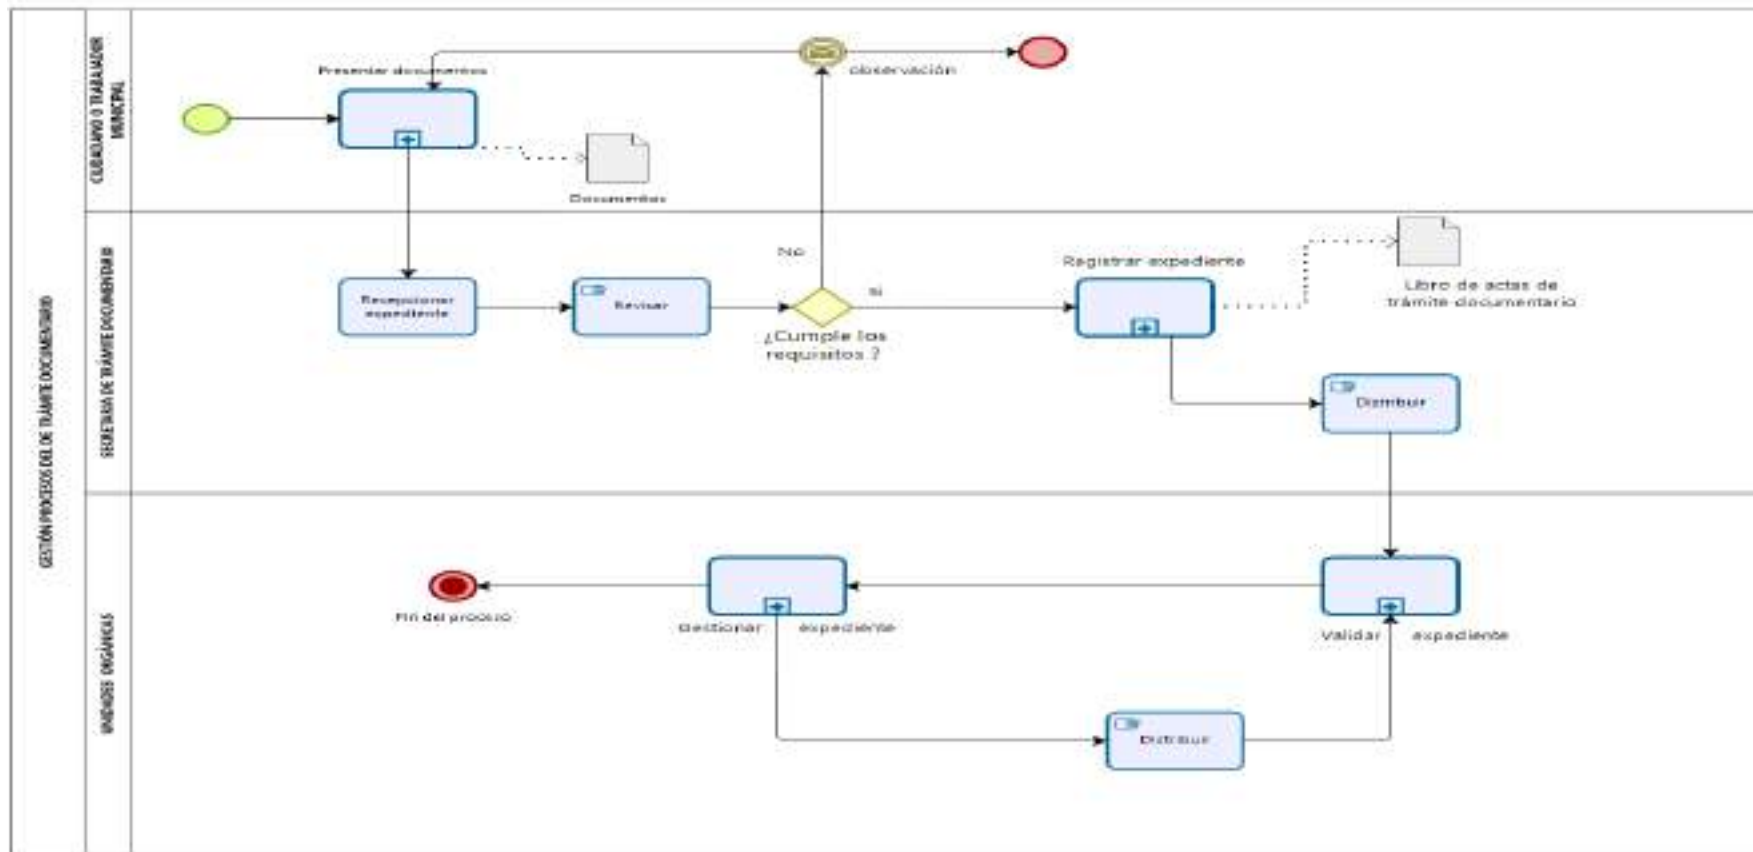 GESTIÓN PROCESOS DEL DE TRÁMITE DOCUMENTARIO
CIUDADANO O TRABAJADOR
MUNICIPAL
Presentar documentos
observación
Documentos
SECRETARIA DE TRÁMITE DOCUMENTARIO
Recepcionar
expediente
Revisar
No
si
¿Cumple los
requisitos ?
Registrar expediente
Libro de actas de
trámite documentario
Distribuir
UNIDADES ORGÁNICAS
Fin del proceso
Gestionar expediente
Validar expediente
Distribuir